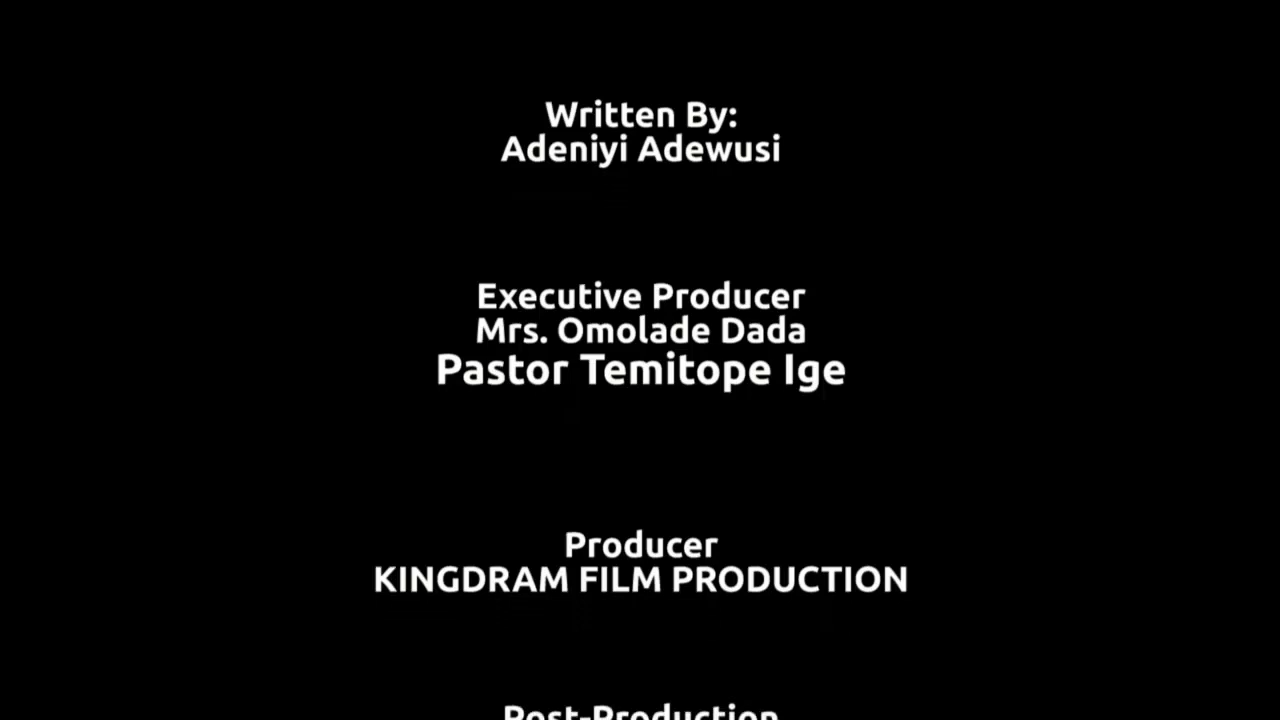 Written By:
Adeniyi Adewusi
Executive Producer
Mrs. Omolade Dada
Pastor Temitope Ige
Producer
KINGDRAM FILM PRODUCTION
Post-Production